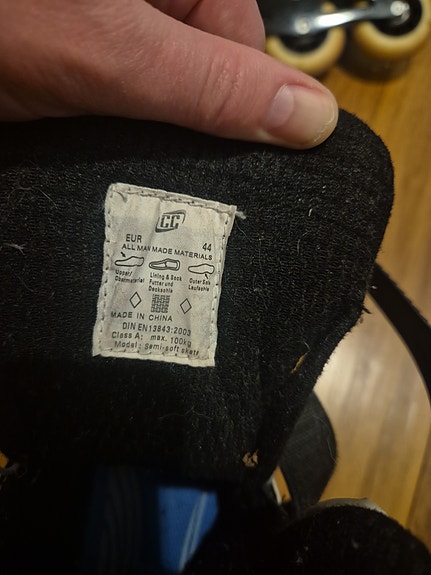 CC
EUR 44
ALL MAN MADE MATERIALS
Upper/ Lining & Sock Outer Sole
Obermaterial Futter und Laufsohle
Decksohle
MADE IN CHINA
DIN EN13843:2003
Class A: max. 100kg
Model: Semi-soft skate